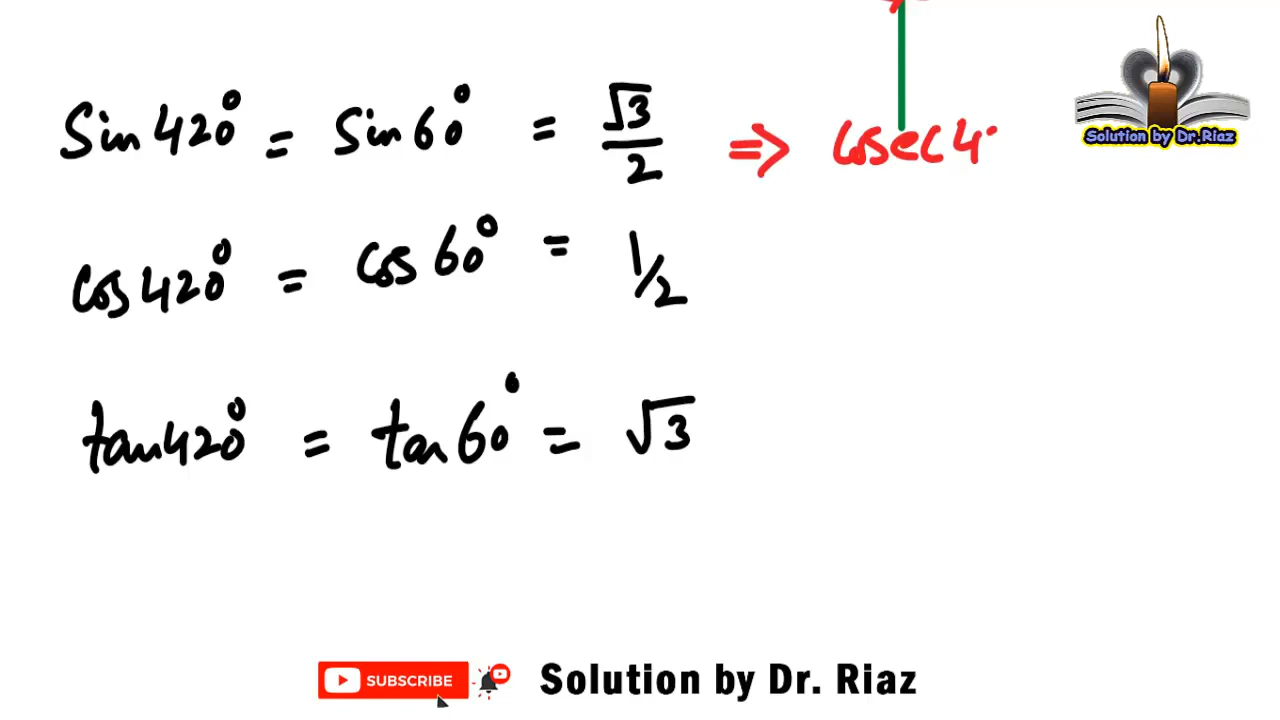 Sin 420° = Sin 60° = √3/2 ⇒ Cosec 4
Solution by Dr.Riaz
Cos 420° = Cos 60° = 1/2
tan 420° = tan 60° = √3
SUBSCRIBE
Solution by Dr. Riaz